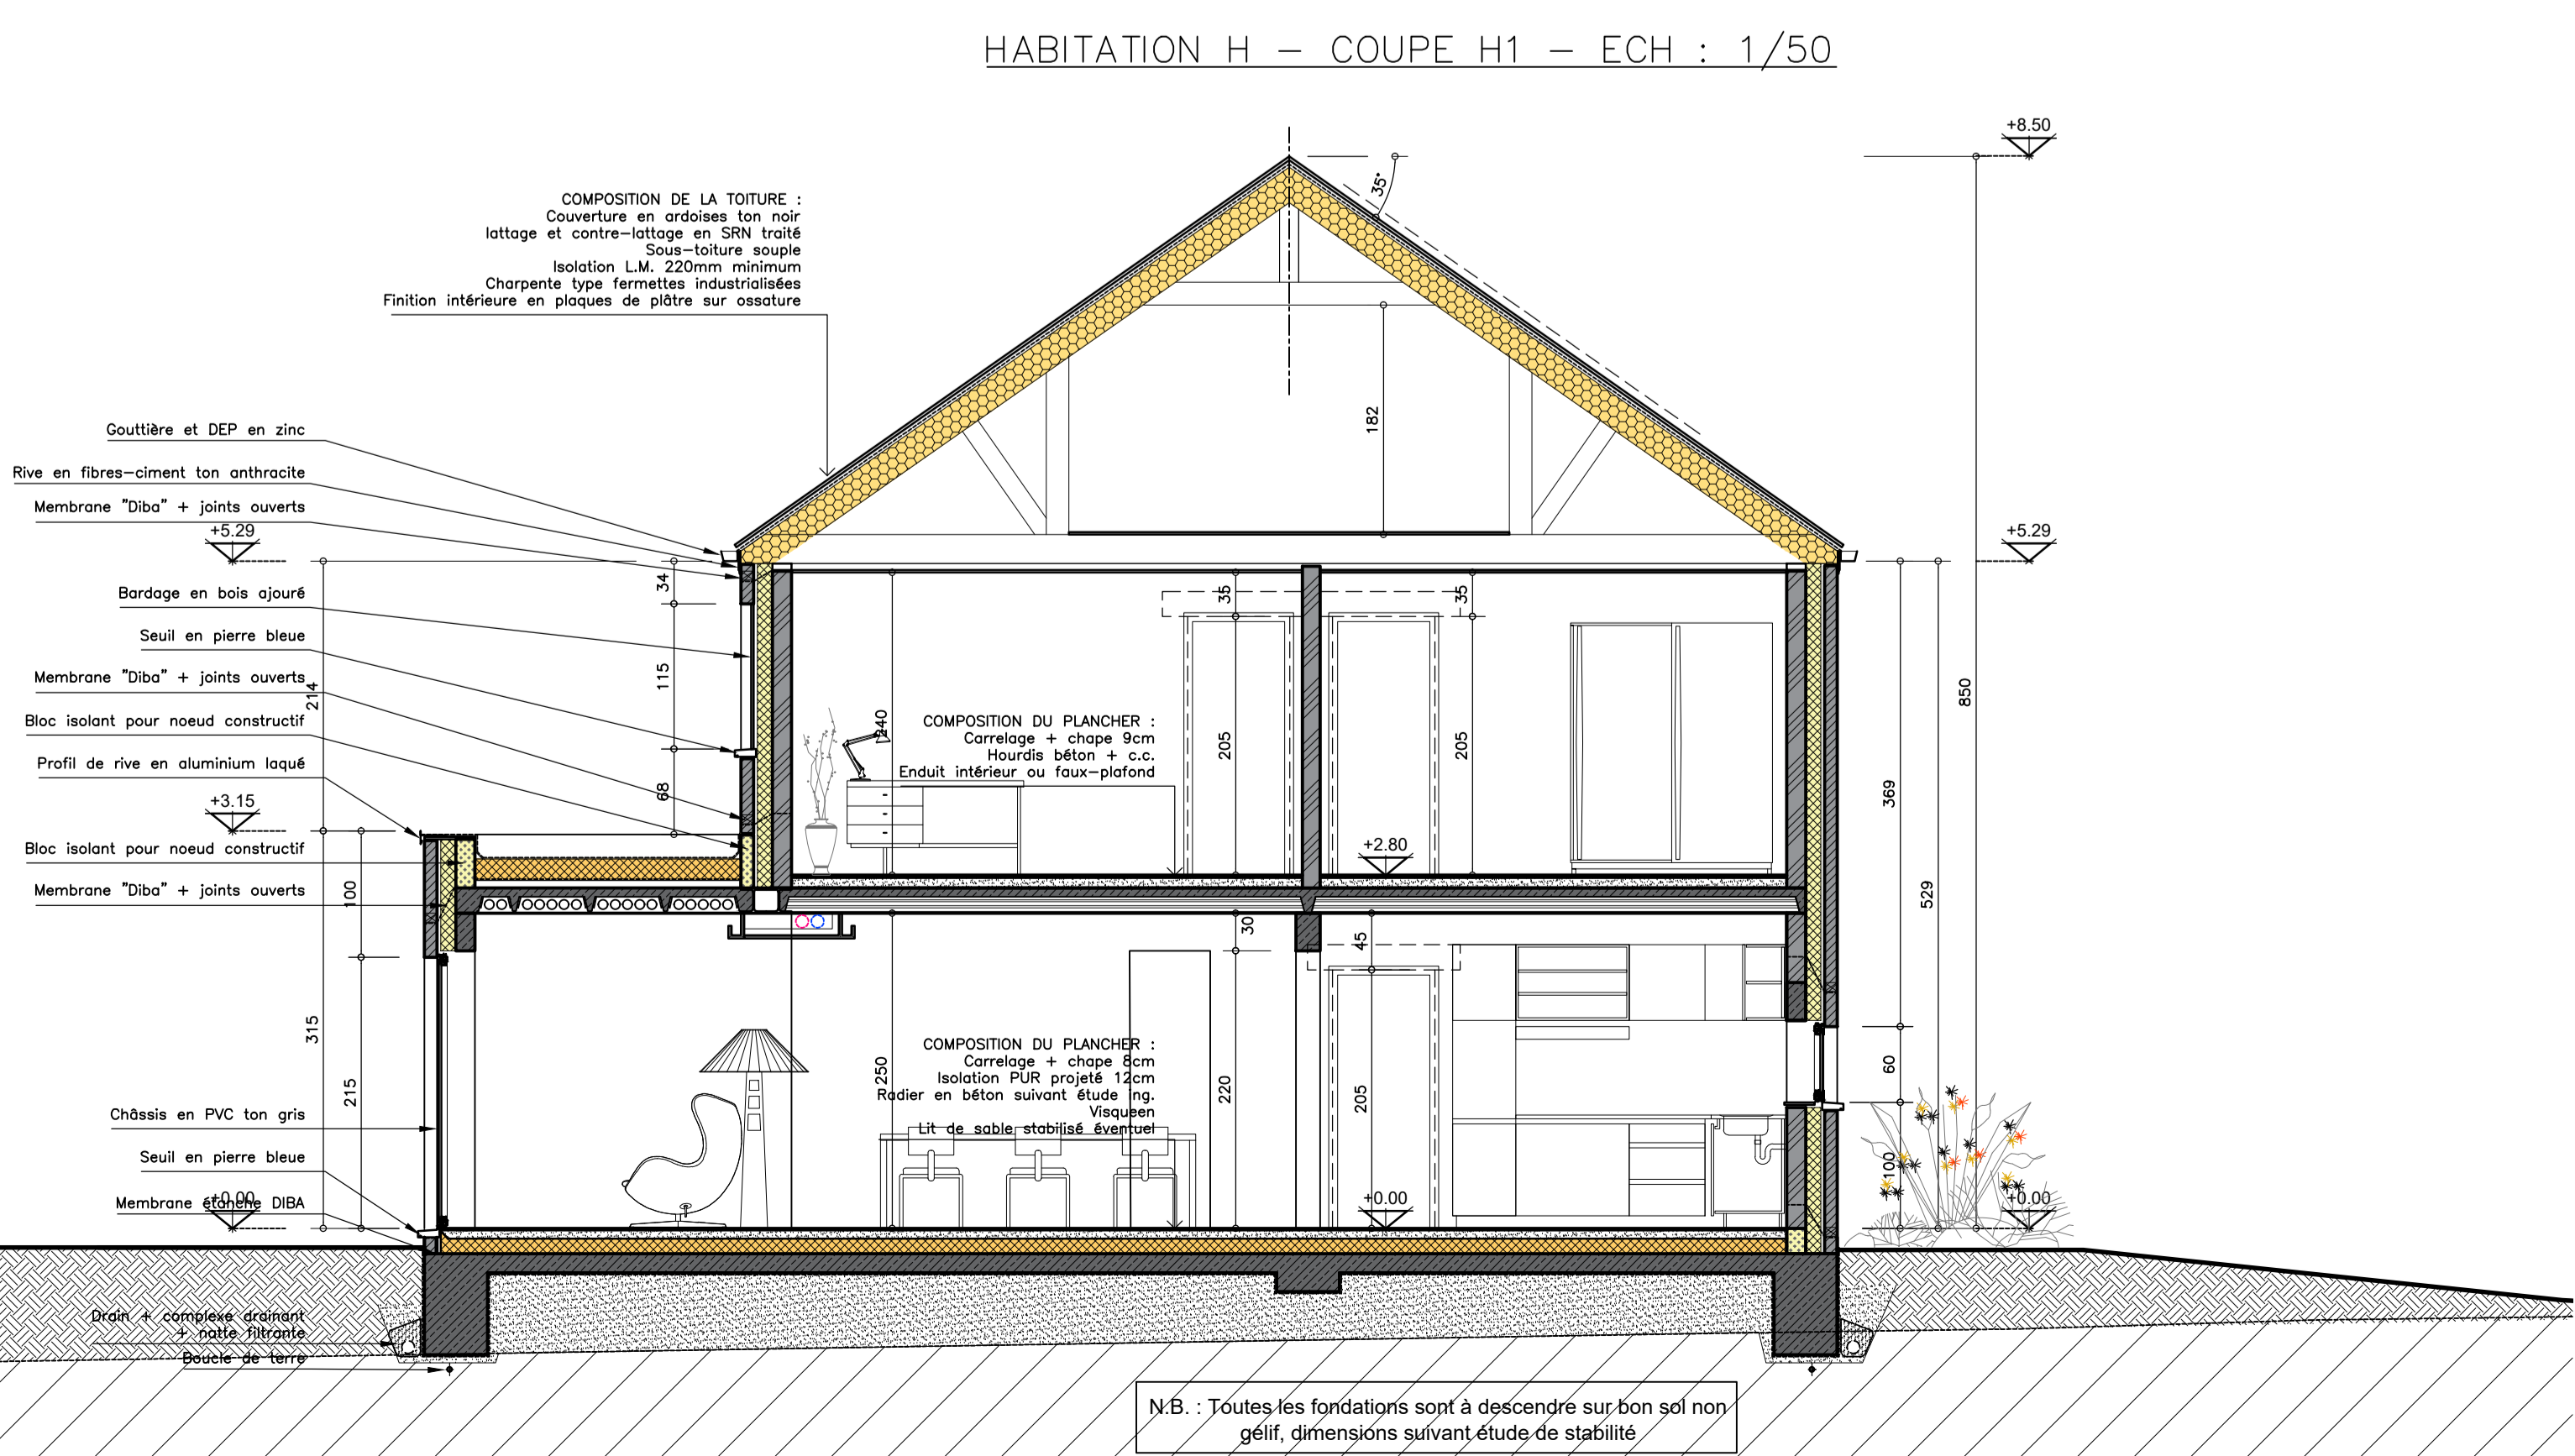 HABITATION H – COUPE H1 – ECH : 1/50
+8.50
35°
COMPOSITION DE LA TOITURE :
Couverture en ardoises ton noir
lattage et contre-lattage en SRN traité
Sous-toiture souple
Isolation L.M. 220mm minimum
Charpente type fermettes industrialisées
Finition intérieure en plaques de plâtre sur ossature
182
Gouttière et DEP en zinc
Rive en fibres-ciment ton anthracite
Membrane "Diba" + joints ouverts
+5.29
+5.29
Bardage en bois ajouré
Seuil en pierre bleue
Membrane "Diba" + joints ouverts
214
Bloc isolant pour noeud constructif
Profil de rive en aluminium laqué
+3.15
Bloc isolant pour noeud constructif
Membrane "Diba" + joints ouverts
34
115
68
240
35
205
35
205
COMPOSITION DU PLANCHER :
Carrelage + chape 9cm
Hourdis béton + c.c.
Enduit intérieur ou faux-plafond
+2.80
850
369
529
100
315
215
30
45
250
220
205
60
100
COMPOSITION DU PLANCHER :
Carrelage + chape 8cm
Isolation PUR projeté 12cm
Radier en béton suivant étude ing.
Visqueen
Lit de sable stabilisé éventuel
Châssis en PVC ton gris
Seuil en pierre bleue
Membrane étanche DIBA
+0.00
+0.00
+0.00
Drain + complexe drainant
+ natte filtrante
Boucle de terre
N.B. : Toutes les fondations sont à descendre sur bon sol non
gélif, dimensions suivant étude de stabilité